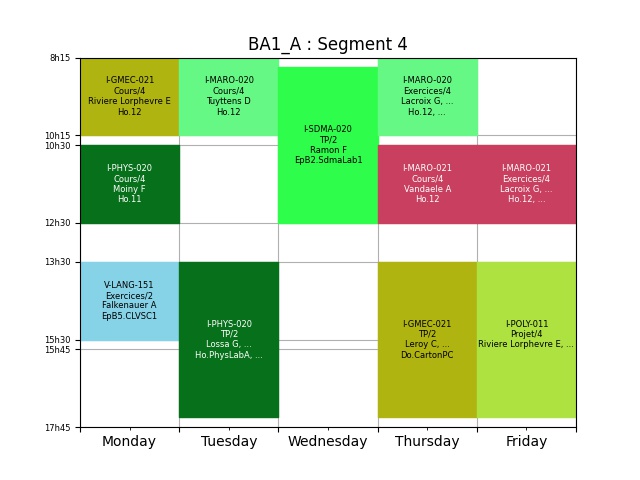 BA1_A : Segment 4
8h15
10h15
10h30
12h30
13h30
15h30
15h45
17h45
I-GMEC-021
Cours/4
Riviere Lorphevre E
Ho.12
I-PHYS-020
Cours/4
Moiny F
Ho.11
V-LANG-151
Exercices/2
Falkenauer A
EpB5.CLVSC1
I-MARO-020
Cours/4
Tuyttens D
Ho.12
I-PHYS-020
TP/2
Lossa G, ...
Ho.PhysLabA, ...
I-SDMA-020
TP/2
Ramon F
EpB2.SdmaLab1
I-MARO-020
Exercices/4
Lacroix G, ...
Ho.12, ...
I-MARO-021
Cours/4
Vandaele A
Ho.12
I-GMEC-021
TP/2
Leroy C, ...
Do.CartonPC
I-MARO-021
Exercices/4
Lacroix G, ...
Ho.12, ...
I-POLY-011
Projet/4
Riviere Lorphevre E, ...
Monday
Tuesday
Wednesday
Thursday
Friday